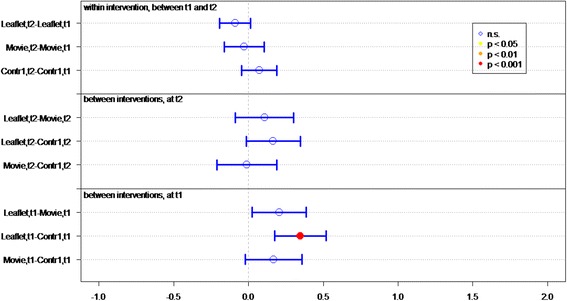 within intervention, between t1 and t2
Leaflet,t2-Leaflet,t1
Movie,t2-Movie,t1
Contr1,t2-Contr1,t1
n.s.
p < 0.05
p < 0.01
p < 0.001
between interventions, at t2
Leaflet,t2-Movie,t2
Leaflet,t2-Contr1,t2
Movie,t2-Contr1,t2
between interventions, at t1
Leaflet,t1-Movie,t1
Leaflet,t1-Contr1,t1
Movie,t1-Contr1,t1
-1.0 -0.5 0.0 0.5 1.0 1.5 2.0